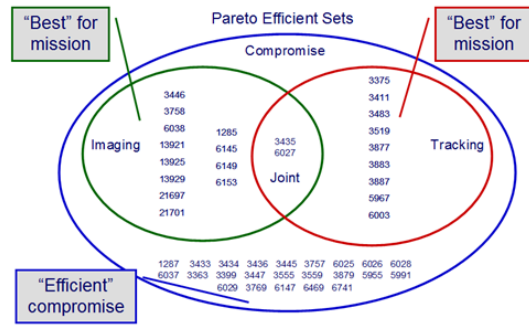 Pareto Efficient Sets
"Best" for
mission
"Best" for
mission
Compromise
Imaging
3446
3758
6038
13921
13925
13929
21697
21701
1285
6145
6149
6153
3435
6027
Joint
3375
3411
3483
3519
3877
3883
3887
5967
6003
Tracking
1287 3433 3434 3436 3445 3757 6025 6026 6028
6037 3363 3399 3447 3555 3559 3879 5955 5991
6029 3769 6147 6469 6741
"Efficient"
compromise